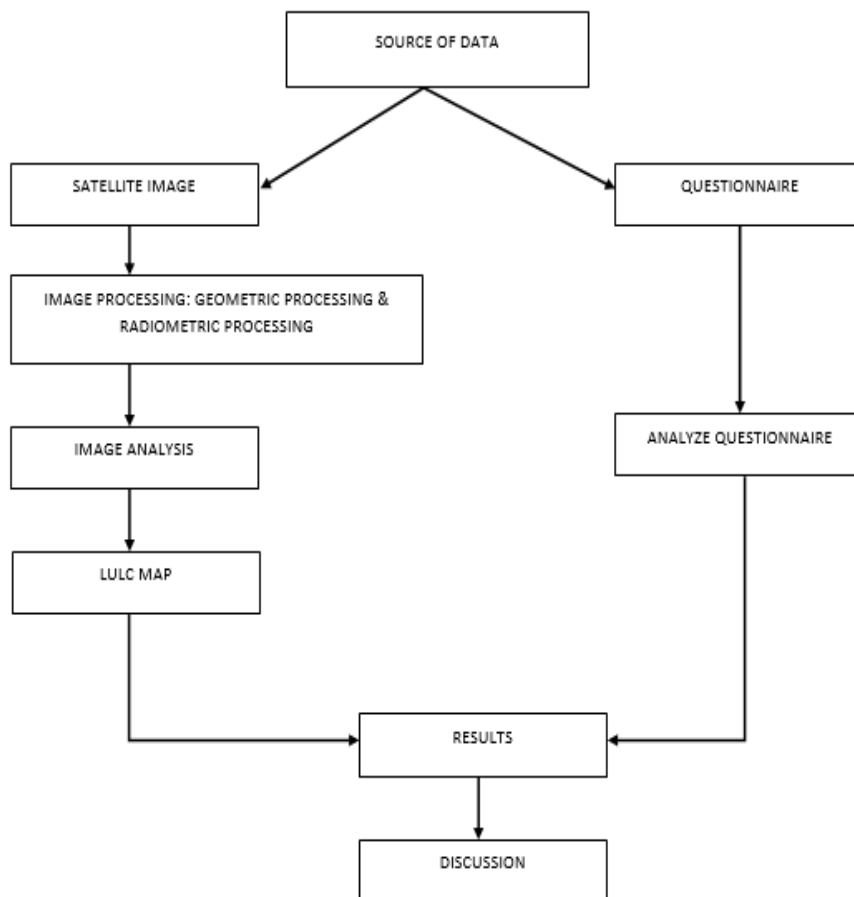 SOURCE OF DATA
SATELLITE IMAGE
QUESTIONNAIRE
IMAGE PROCESSING: GEOMETRIC PROCESSING &
RADIOMETRIC PROCESSING
IMAGE ANALYSIS
ANALYZE QUESTIONNAIRE
LULC MAP
RESULTS
DISCUSSION